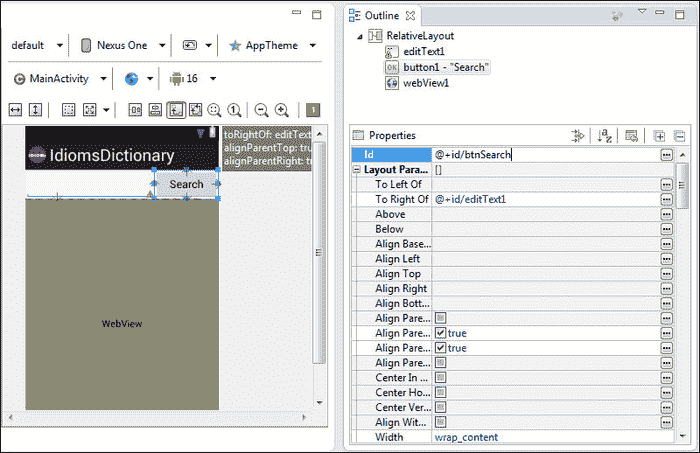 default Nexus One AppTheme
MainActivity 16
1
toRightOf: editTex
alignParentTop: true
alignParentRight: tr
IdiomsDictionary
Search
WebView
Outline
RelativeLayout
editText1
OK button1 - "Search"
webView1
Properties
Id @+id/btnSearch
Layout Para... []
To Left Of
To Right Of @+id/editText1
Above
Below
Align Base...
Align Left
Align Top
Align Right
Align Bott...
Align Pare...
Align Pare... true
Align Pare... true
Align Pare...
Center In ...
Center Ho...
Center Ver...
Align Wit...
Width wrap_content